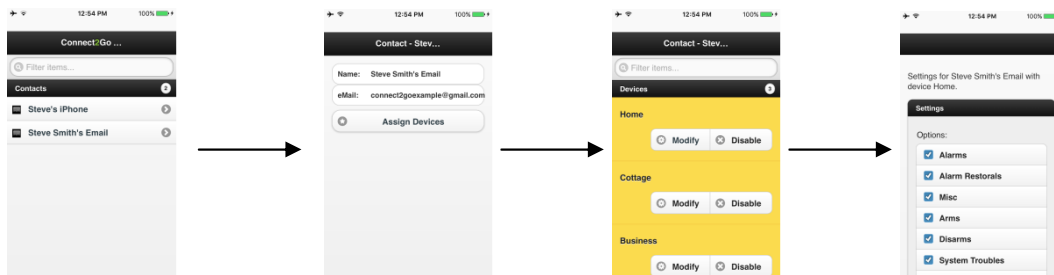 12:54 PM 100%
Connect2Go ...
Filter items...
Contacts 2
Steve's iPhone
Steve Smith's Email
12:54 PM 100%
Contact - Stev...
Name: Steve Smith's Email
eMail: connect2goexample@gmail.com
Assign Devices
12:54 PM 100%
Contact - Stev...
Filter items...
Devices 3
Home
Modify Disable
Cottage
Modify Disable
Business
Modify Disable
12:54 PM 100%
Settings for Steve Smith's Email with
device Home.
Settings
Options:
Alarms
Alarm Restorals
Misc
Arms
Disarms
System Troubles